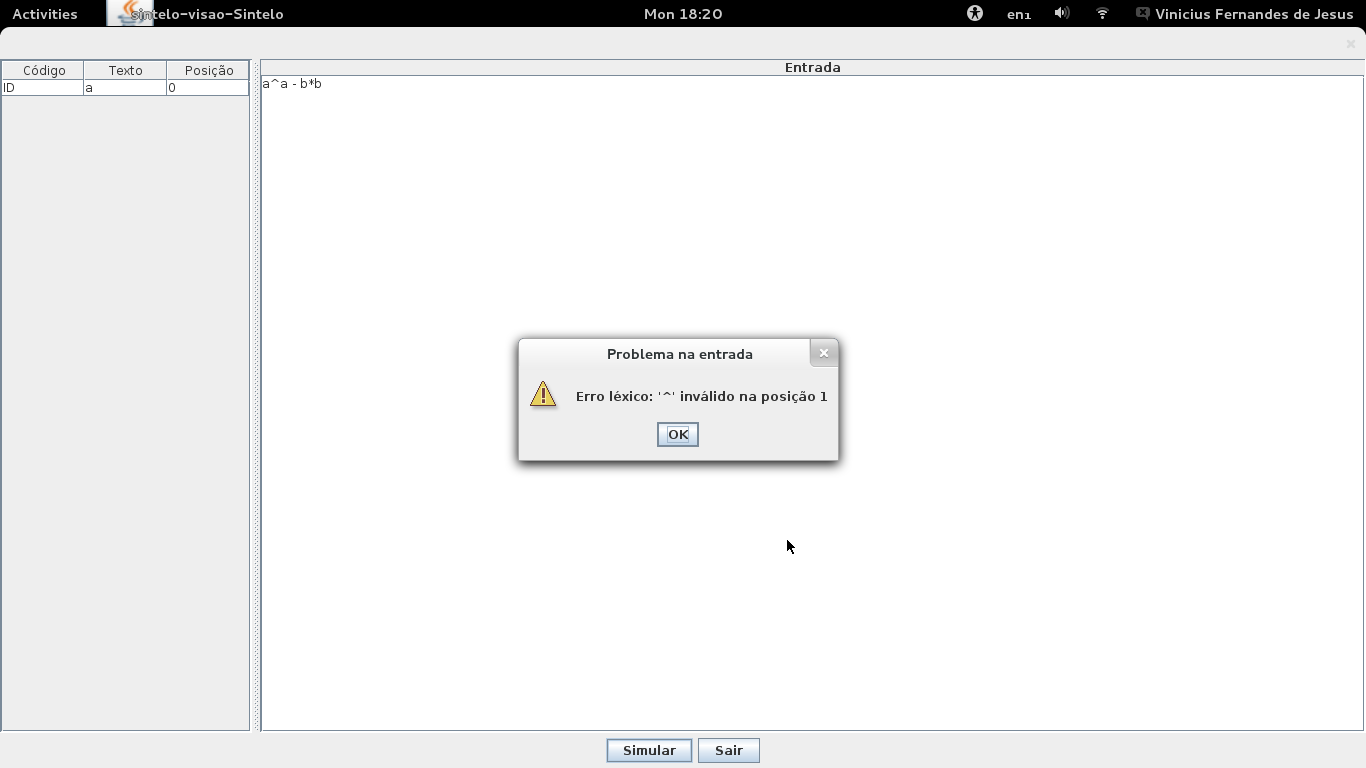 Activities sintelo-visao-Sintelo Mon 18:20 en₁ Vinicius Fernandes de Jesus
Código Texto Posição
ID a 0
Entrada
a^a - b*b
Problema na entrada
Erro léxico: '^' inválido na posição 1
OK
Simular Sair